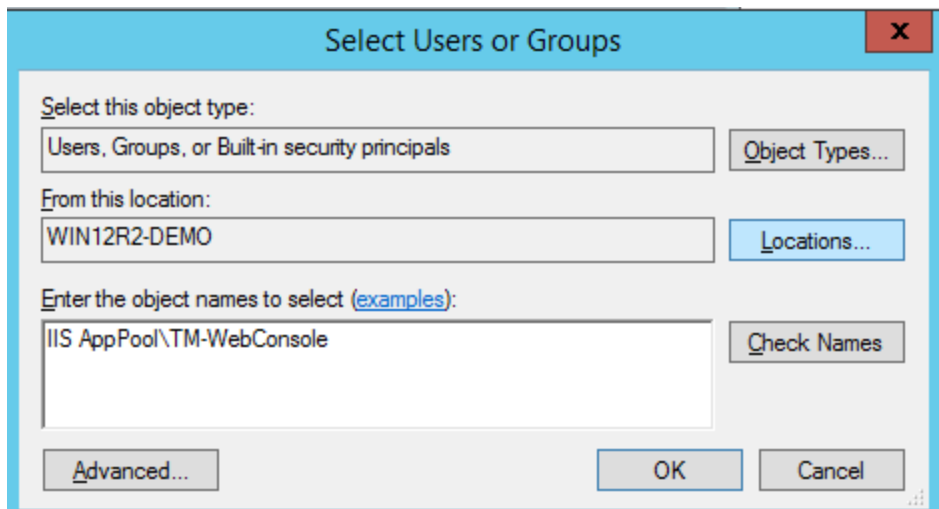 Select Users or Groups
x
Select this object type:
Users, Groups, or Built-in security principals
Object Types...
From this location:
WIN12R2-DEMO
Locations...
Enter the object names to select (examples):
IIS AppPool\TM-WebConsole
Check Names
Advanced...
OK
Cancel